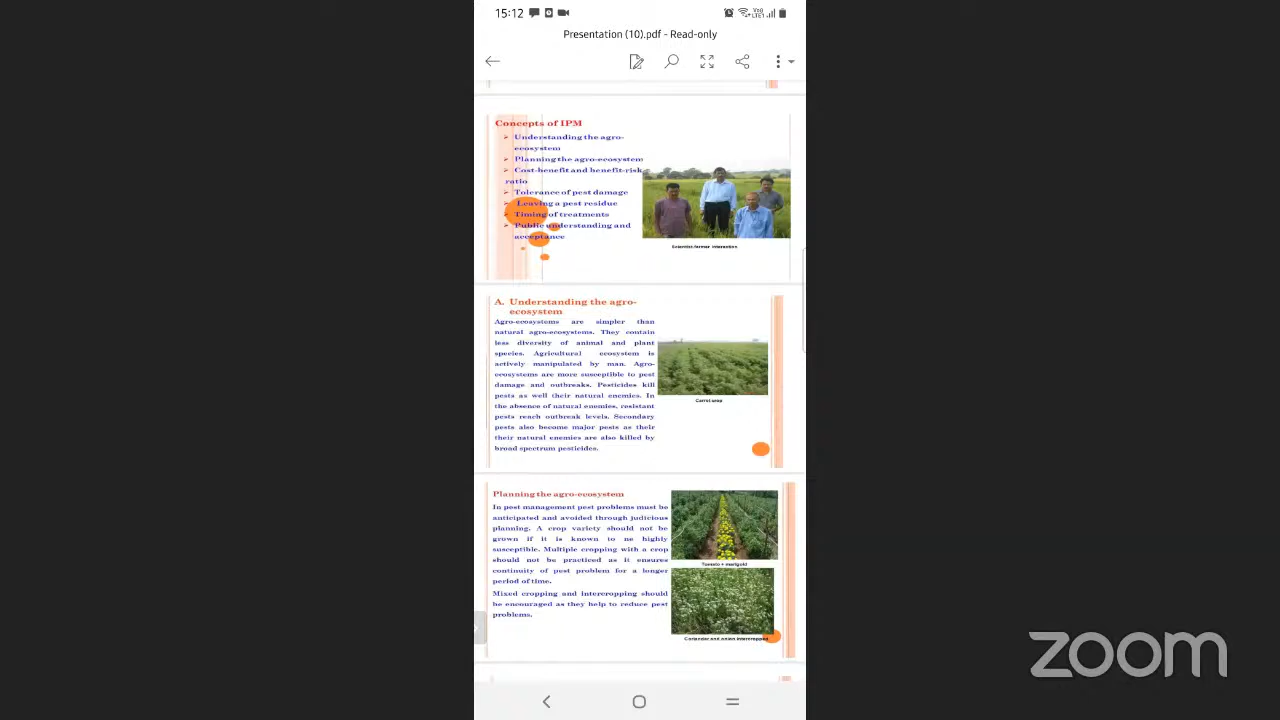 15:12
Vo)
LTE1
Presentation (10).pdf - Read-only
Concepts of IPM
Understanding the agro-
ecosystem
Planning the agro-ecosystem
Cost-benefit and benefit-risk
ratio
Tolerance of pest damage
Leaving a pest residue
Timing of treatments
Public understanding and
acceptance
Scientist-farmer interaction
A. Understanding the agro-
ecosystem
Agro-ecosystems are simpler than
natural agro-ecosystems. They contain
less diversity of animal and plant
species. Agricultural ecosystem is
actively manipulated by man. Agro-
ecosystems are more susceptible to pest
damage and outbreaks. Pesticides kill
pests as well their natural enemies. In
the absence of natural enemies, resistant
pests reach outbreak levels. Secondary
pests also become major pests as their
their natural enemies are also killed by
broad spectrum pesticides.
Carrot crop
Planning the agro-ecosystem
In pest management pest problems must be
anticipated and avoided through judicious
planning. A crop variety should not be
grown if it is known to ne highly
susceptible. Multiple cropping with a crop
should not be practiced as it ensures
continuity of pest problem for a longer
period of time.
Mixed cropping and intercropping should
be encouraged as they help to reduce pest
problems.
Tomato + marigold
Coriander and onion intercropped
zoom